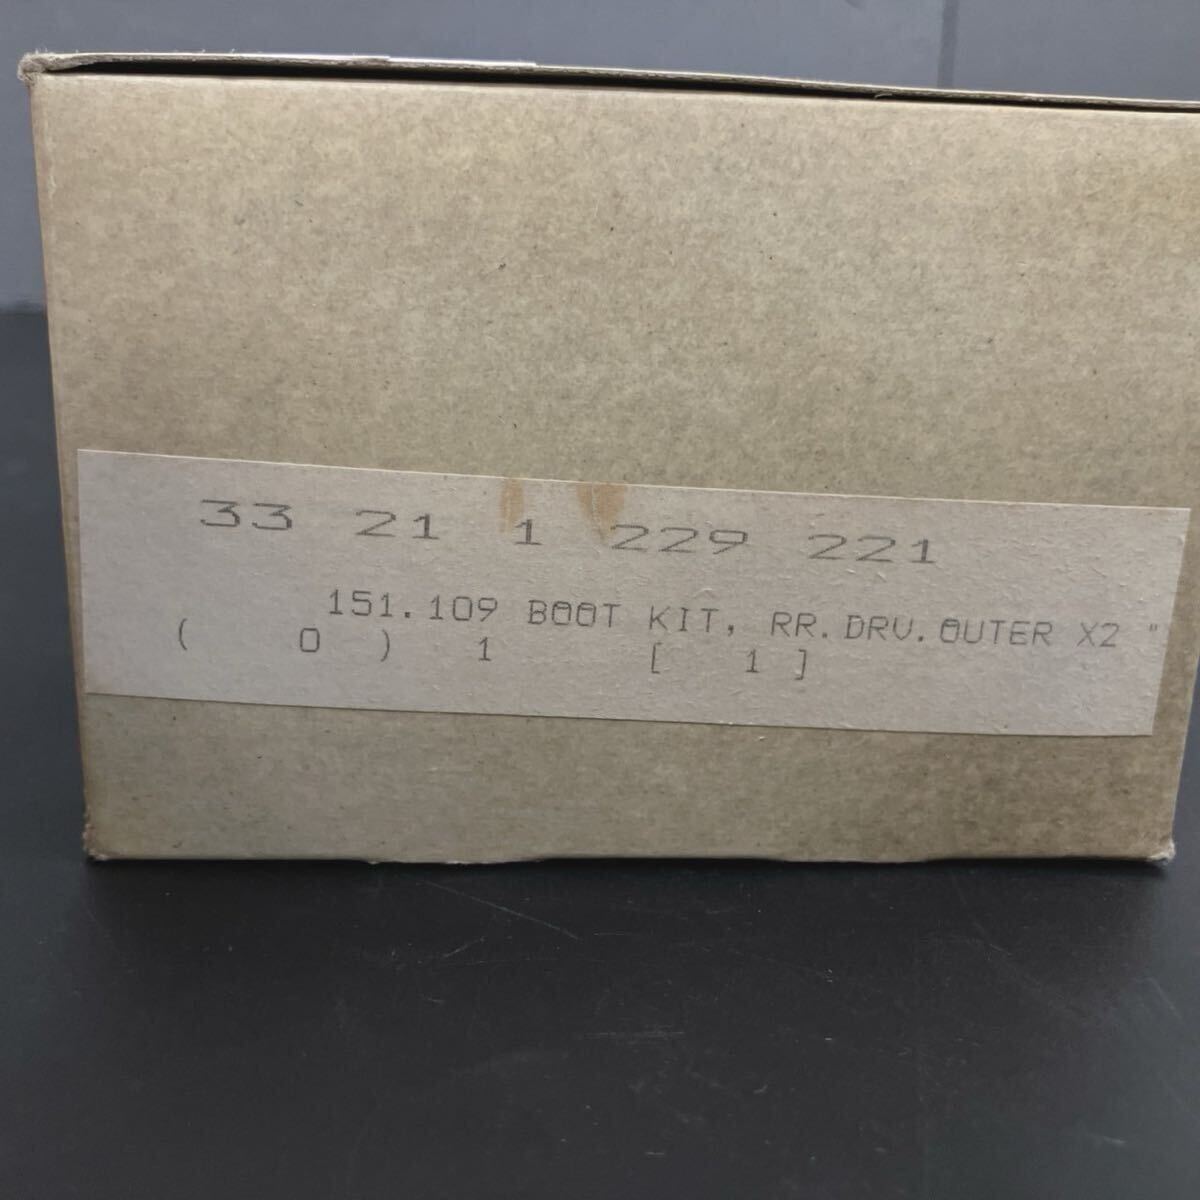 33 21 1 229 221
151.109 BOOT KIT, RR.DRV.OUTER X2 "
( 0 ) 1 [ 1 ]